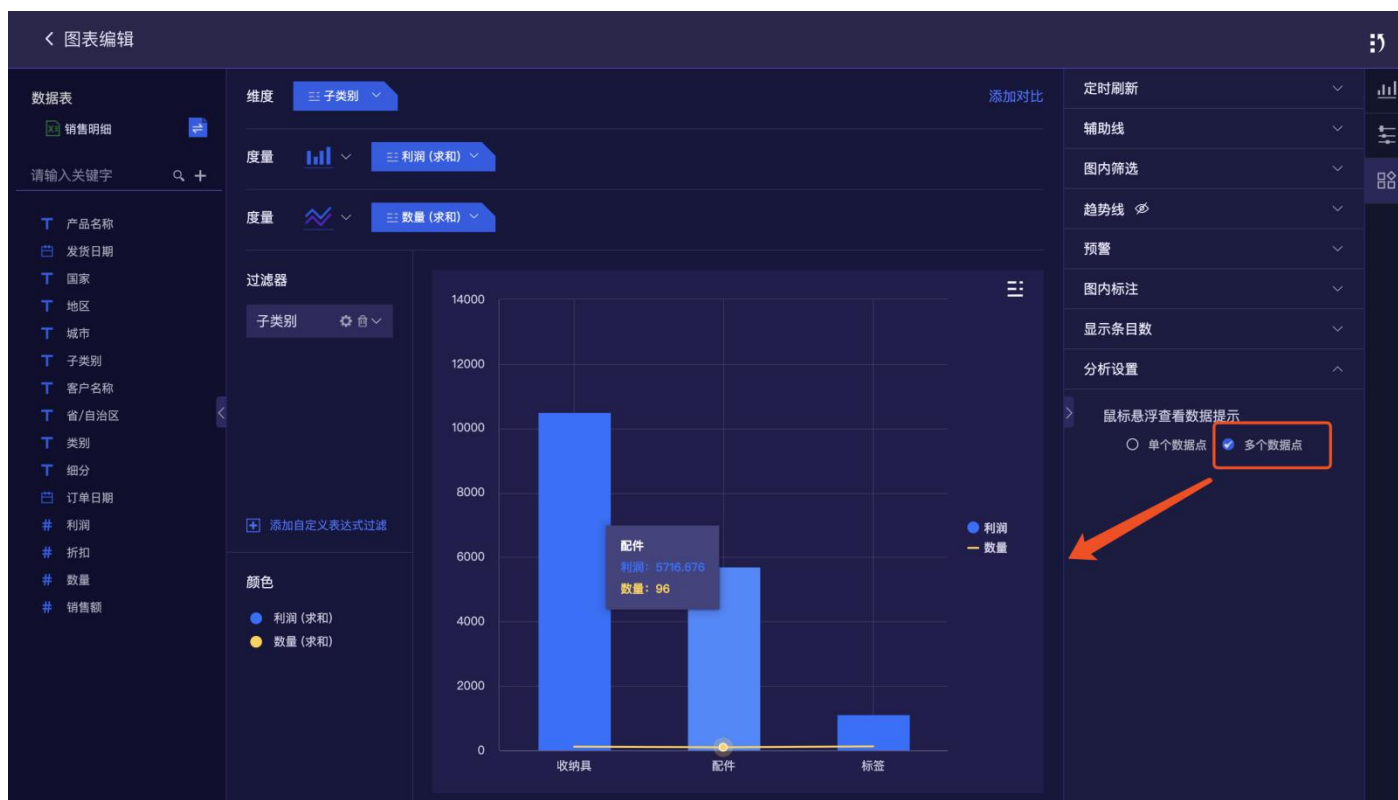 图表编辑
数据表
销售明细
请输入关键字
产品名称
发货日期
国家
地区
城市
子类别
客户名称
省/自治区
类别
细分
订单日期
利润
折扣
数量
销售额
维度
子类别
添加对比
度量
利润 (求和)
度量
数量 (求和)
过滤器
子类别
添加自定义表达式过滤
颜色
利润 (求和)
数量 (求和)
14000
12000
10000
8000
6000
4000
2000
0
配件
利润: 5716.676
数量: 96
收纳具
配件
标签
利润
数量
定时刷新
辅助线
图内筛选
趋势线
预警
图内标注
显示条目数
分析设置
鼠标悬浮查看数据提示
单个数据点
多个数据点